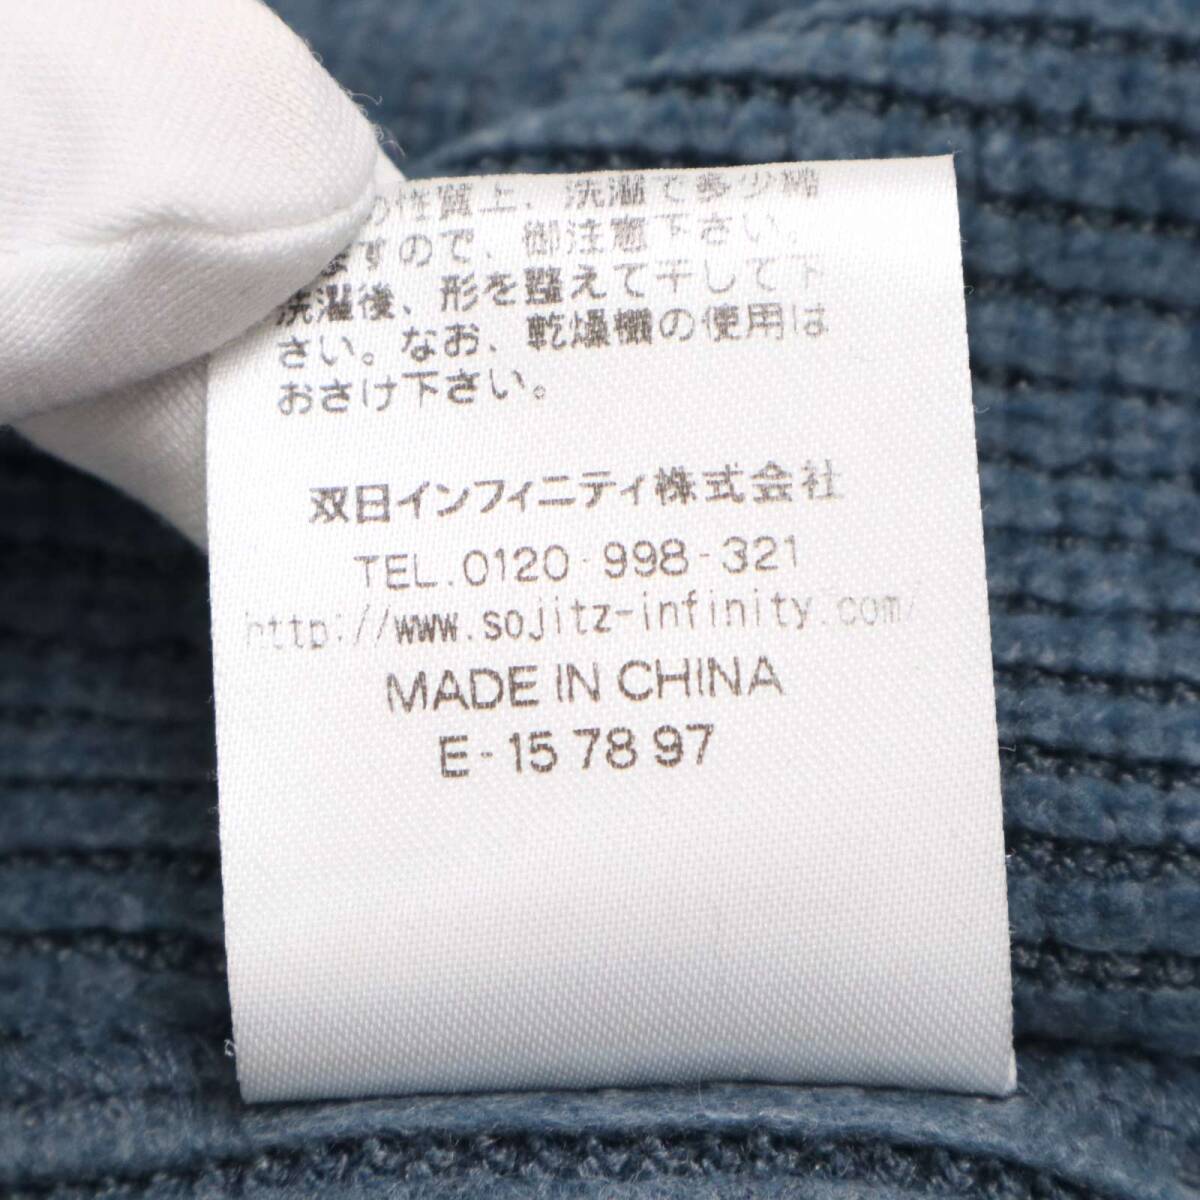 の性質上、洗濯で多少縮
ますので、御注意下さい。
洗濯後、形を整えて干して下
さい。なお、乾燥機の使用は
おさけ下さい。
双日インフィニティ株式会社
TEL.0120-998-321
http://www.sojitz-infinity.com/
MADE IN CHINA
E-157897